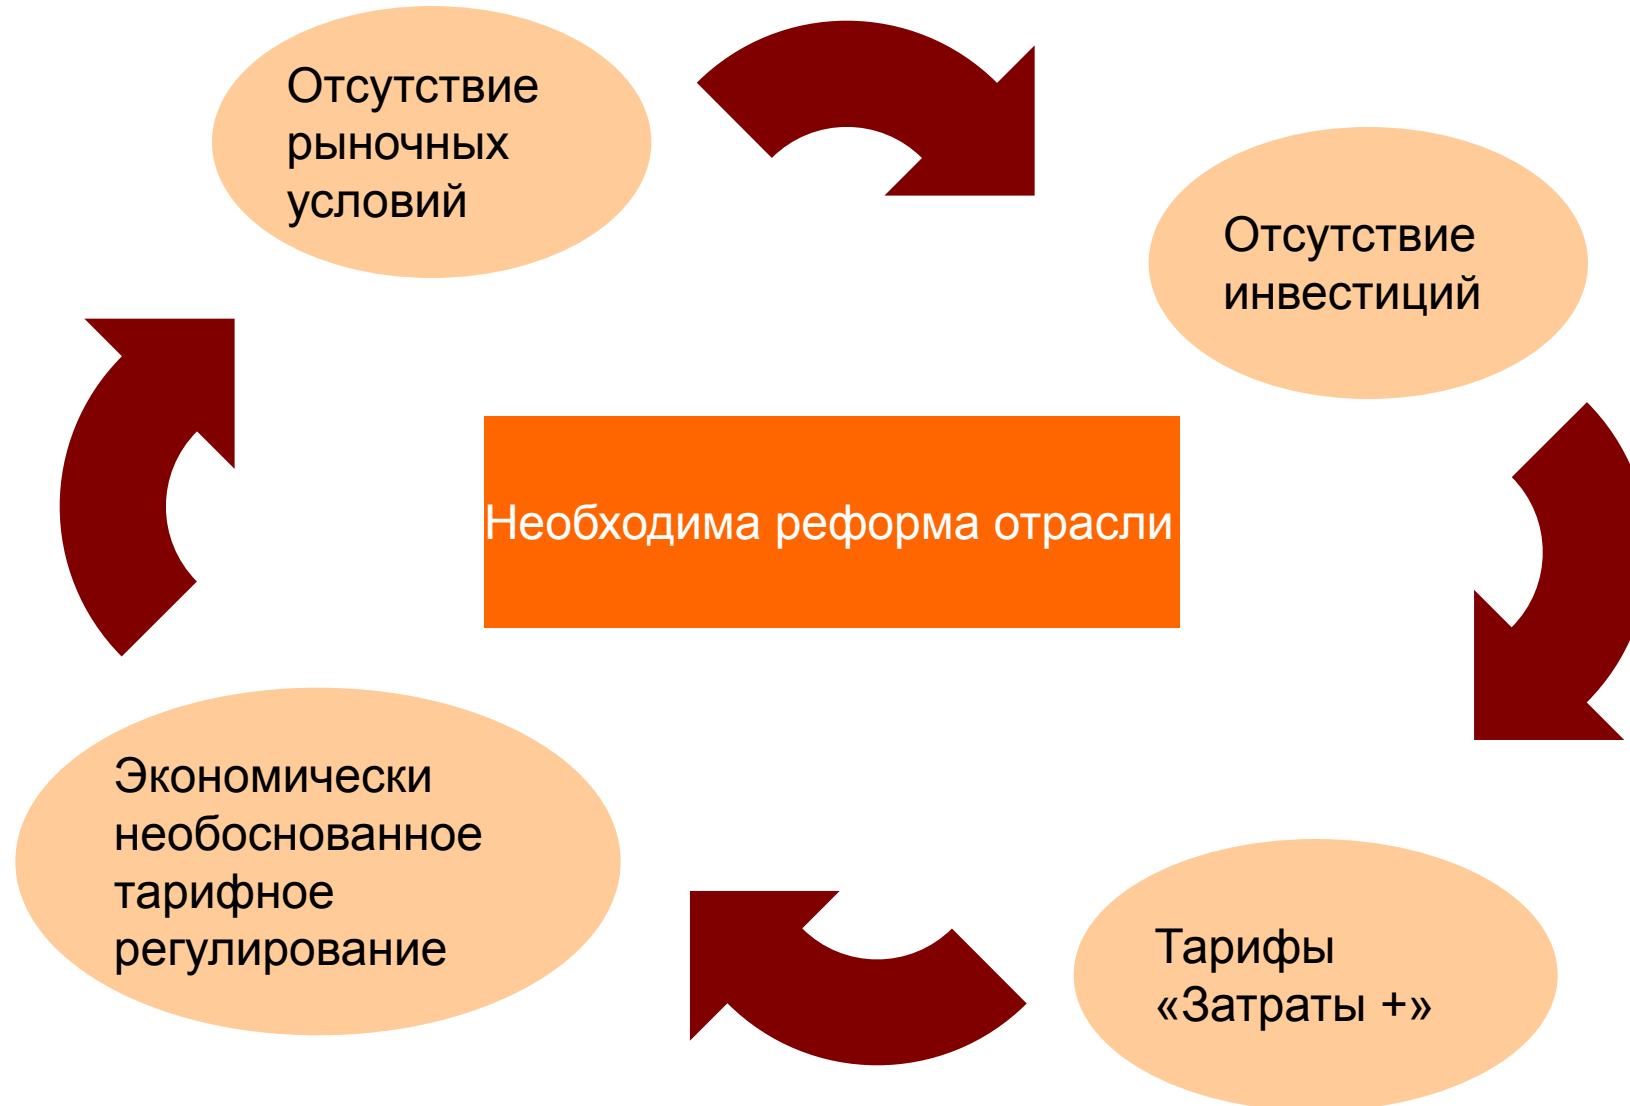 Отсутствие
рыночных
условий
Отсутствие
инвестиций
Необходима реформа отрасли
Экономически
необоснованное
тарифное
регулирование
Тарифы
«Затраты +»